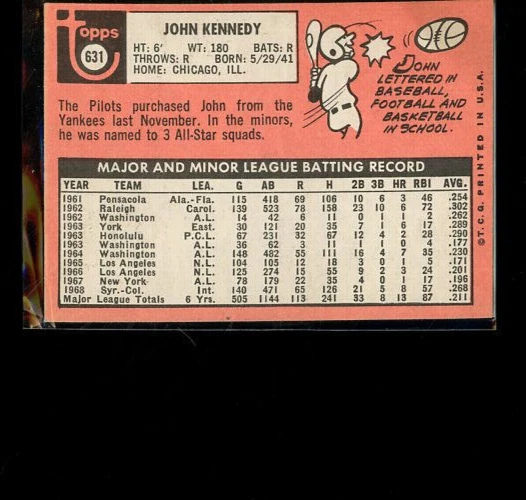 topps
631
JOHN KENNEDY
HT: 6' WT: 180 BATS: R
THROWS: R BORN: 5/29/41
HOME: CHICAGO, ILL.
The Pilots purchased John from the
Yankees last November. In the minors,
he was named to 3 All-Star squads.
JOHN
LETTERED IN
BASEBALL,
FOOTBALL AND
BASKETBALL
IN SCHOOL.
MAJOR AND MINOR LEAGUE BATTING RECORD
YEAR TEAM LEA. G AB R H 2B 3B HR RBI AVG.
1961 Pensacola Ala.-Fla. 115 418 69 106 10 6 3 46 .254
1962 Raleigh Carol. 139 523 78 158 23 10 6 72 .302
1962 Washington A.L. 14 42 6 11 0 1 1 2 .262
1963 York East. 30 121 20 35 7 1 6 17 .289
1963 Honolulu P.C.L. 67 231 32 67 12 4 2 28 .290
1963 Washington A.L. 36 62 3 11 1 1 0 4 .177
1964 Washington A.L. 148 482 55 111 16 4 7 35 .230
1965 Los Angeles N.L. 104 105 12 18 3 0 1 5 .171
1966 Los Angeles N.L. 125 274 15 55 9 2 3 24 .201
1967 New York A.L. 78 179 22 35 4 0 1 17 .196
1968 Syr.-Col. Int. 140 471 65 126 21 5 8 57 .268
Major League Totals 6 Yrs. 505 1144 113 241 33 8 13 87 .211
© T.C.G. PRINTED IN U.S.A.